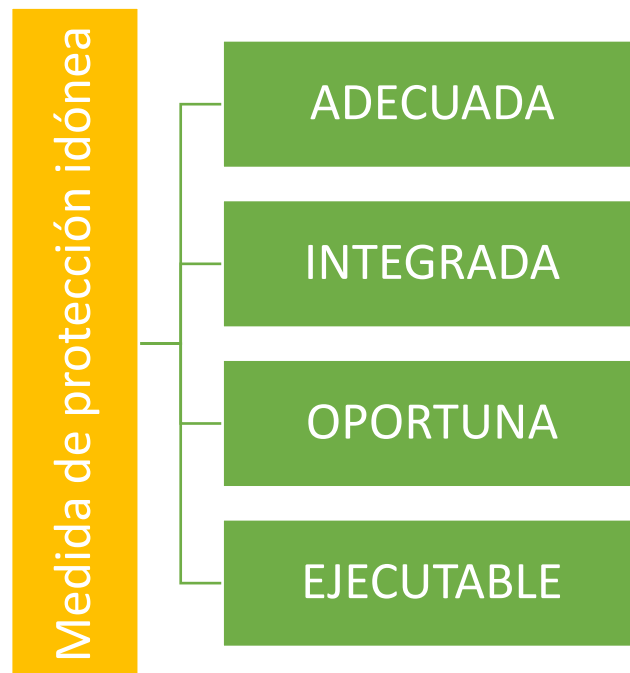 Medida de protección idónea
ADECUADA
INTEGRADA
OPORTUNA
EJECUTABLE